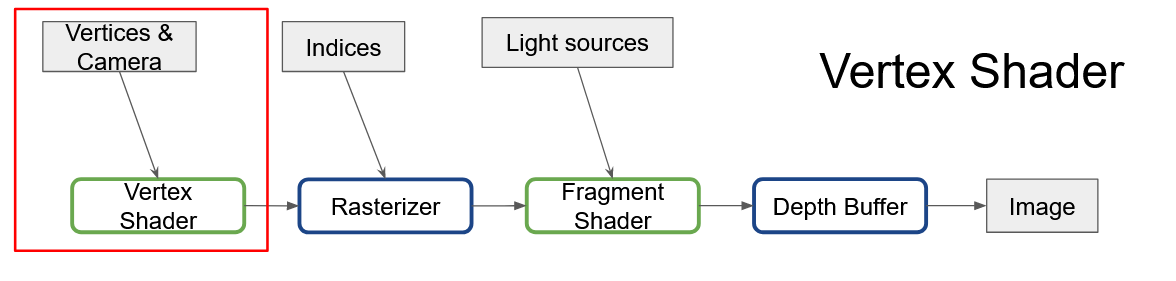 Vertices &
Camera
Indices
Light sources
Vertex Shader
Vertex
Shader
Rasterizer
Fragment
Shader
Depth Buffer
Image